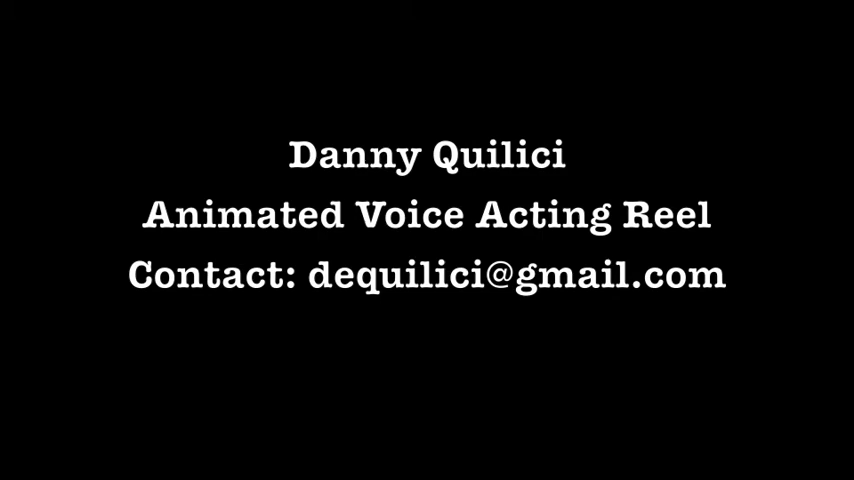 Danny Quilici
Animated Voice Acting Reel
Contact: dequilici@gmail.com